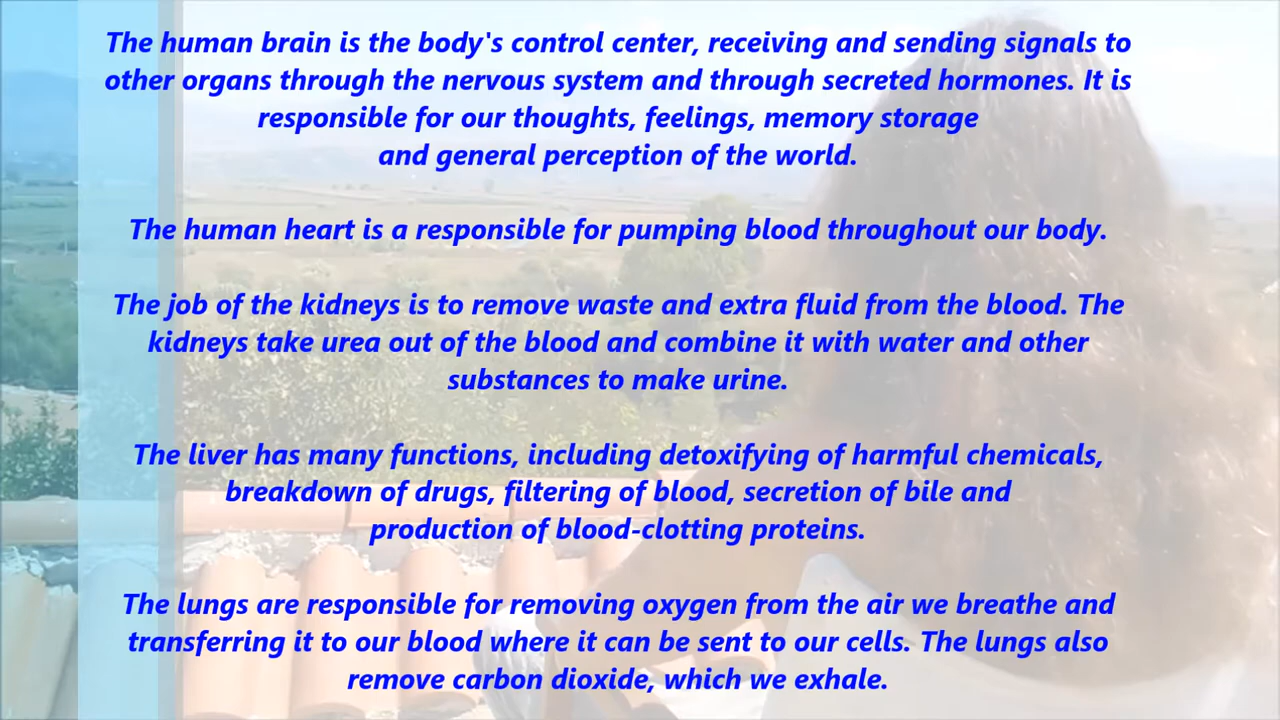 The human brain is the body's control center, receiving and sending signals to
other organs through the nervous system and through secreted hormones. It is
responsible for our thoughts, feelings, memory storage
and general perception of the world.
The human heart is a responsible for pumping blood throughout our body.
The job of the kidneys is to remove waste and extra fluid from the blood. The
kidneys take urea out of the blood and combine it with water and other
substances to make urine.
The liver has many functions, including detoxifying of harmful chemicals,
breakdown of drugs, filtering of blood, secretion of bile and
production of blood-clotting proteins.
The lungs are responsible for removing oxygen from the air we breathe and
transferring it to our blood where it can be sent to our cells. The lungs also
remove carbon dioxide, which we exhale.